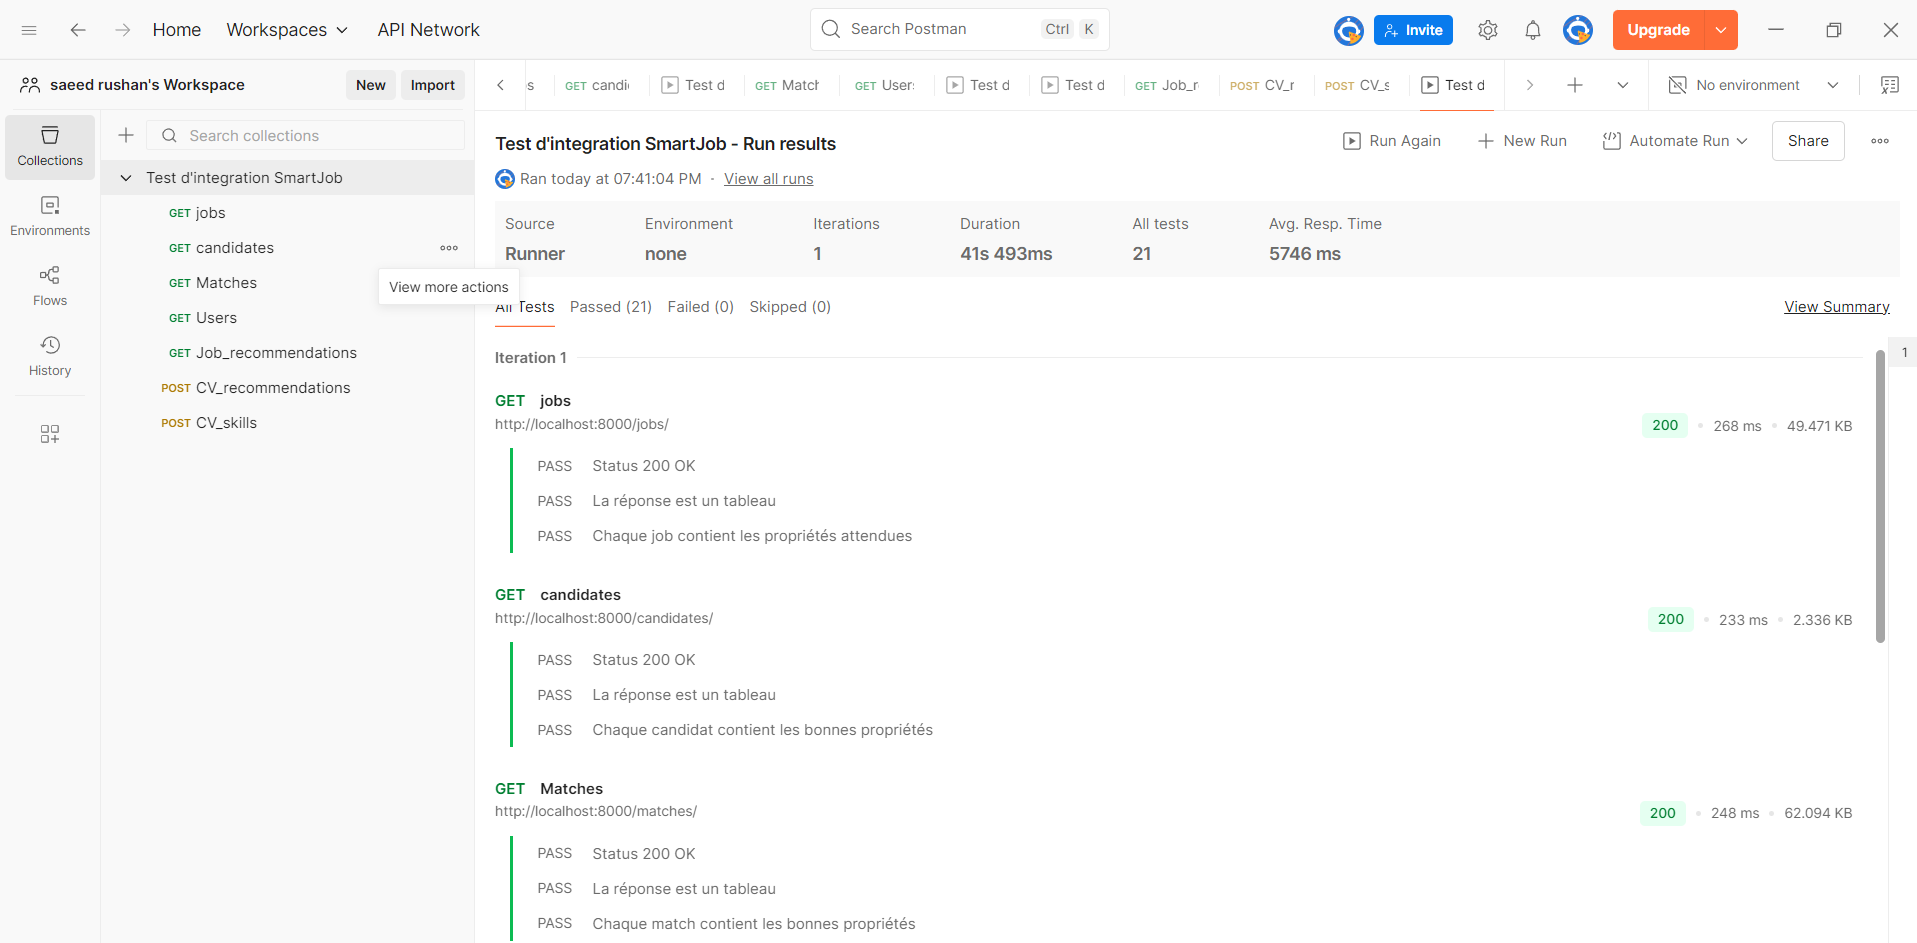 Home
Workspaces
API Network
Search Postman
Ctrl K
Invite
Upgrade
saeed rushan's Workspace
New
Import
s
GET candi
Test d
GET Match
GET User
Test d
Test d
GET Job_r
POST CV_r
POST CV_s
Test d
No environment
Collections
Environments
Flows
History
Search collections
Test d'integration SmartJob
GET jobs
GET candidates
GET Matches
GET Users
GET Job_recommendations
POST CV_recommendations
POST CV_skills
View more actions
Test d'integration SmartJob - Run results
Run Again
New Run
Automate Run
Share
Ran today at 07:41:04 PM · View all runs
Source Environment Iterations Duration All tests Avg. Resp. Time
Runner none 1 41s 493ms 21 5746 ms
All Tests Passed (21) Failed (0) Skipped (0)
View Summary
Iteration 1
1
GET jobs
http://localhost:8000/jobs/
200 • 268 ms • 49.471 KB
PASS Status 200 OK
PASS La réponse est un tableau
PASS Chaque job contient les propriétés attendues
GET candidates
http://localhost:8000/candidates/
200 • 233 ms • 2.336 KB
PASS Status 200 OK
PASS La réponse est un tableau
PASS Chaque candidat contient les bonnes propriétés
GET Matches
http://localhost:8000/matches/
200 • 248 ms • 62.094 KB
PASS Status 200 OK
PASS La réponse est un tableau
PASS Chaque match contient les bonnes propriétés